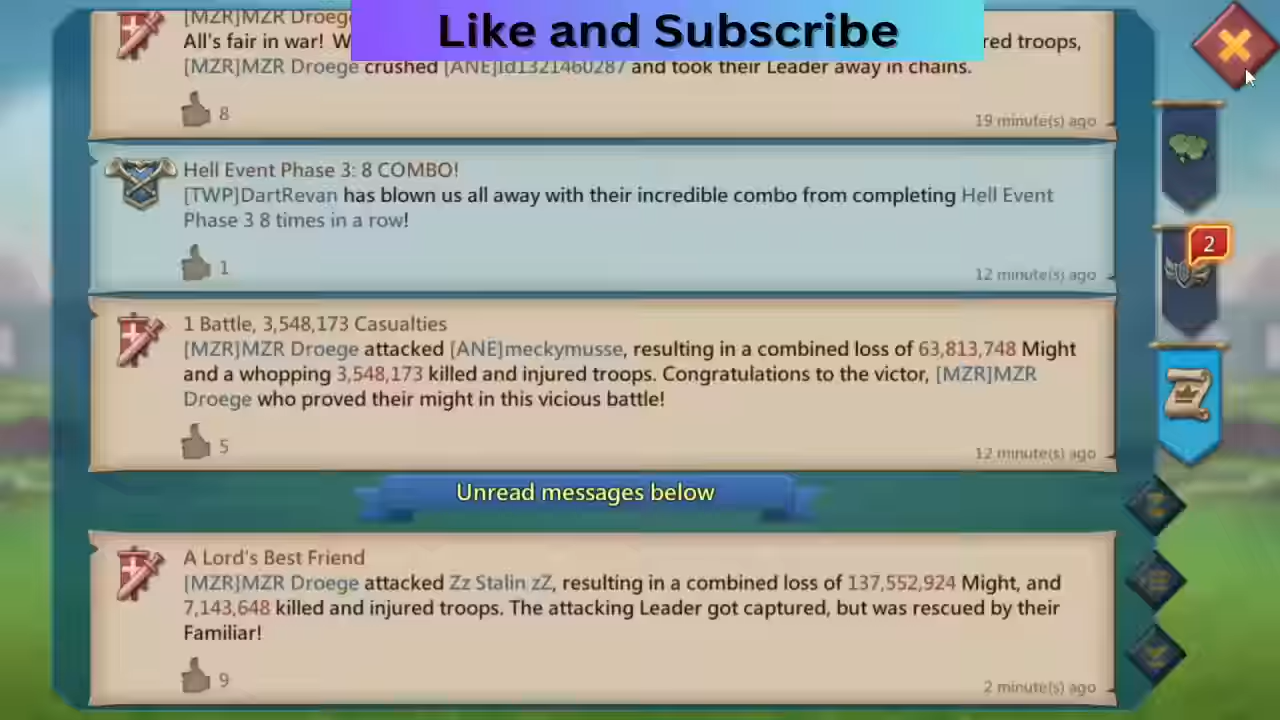 [MZR]MZR Droege
Like and Subscribe
All's fair in war! W
red troops,
[MZR]MZR Droege crushed [ANE]Id1321460287 and took their Leader away in chains.
8
19 minute(s) ago
Hell Event Phase 3: 8 COMBO!
[TWP]DartRevan has blown us all away with their incredible combo from completing Hell Event
Phase 3 8 times in a row!
1
12 minute(s) ago
2
1 Battle, 3,548,173 Casualties
[MZR]MZR Droege attacked [ANE]meckymusse, resulting in a combined loss of 63,813,748 Might
and a whopping 3,548,173 killed and injured troops. Congratulations to the victor, [MZR]MZR
Droege who proved their might in this vicious battle!
5
12 minute(s) ago
Unread messages below
A Lord's Best Friend
[MZR]MZR Droege attacked Zz Stalin zZ, resulting in a combined loss of 137,552,924 Might, and
7,143,648 killed and injured troops. The attacking Leader got captured, but was rescued by their
Familiar!
9
2 minute(s) ago